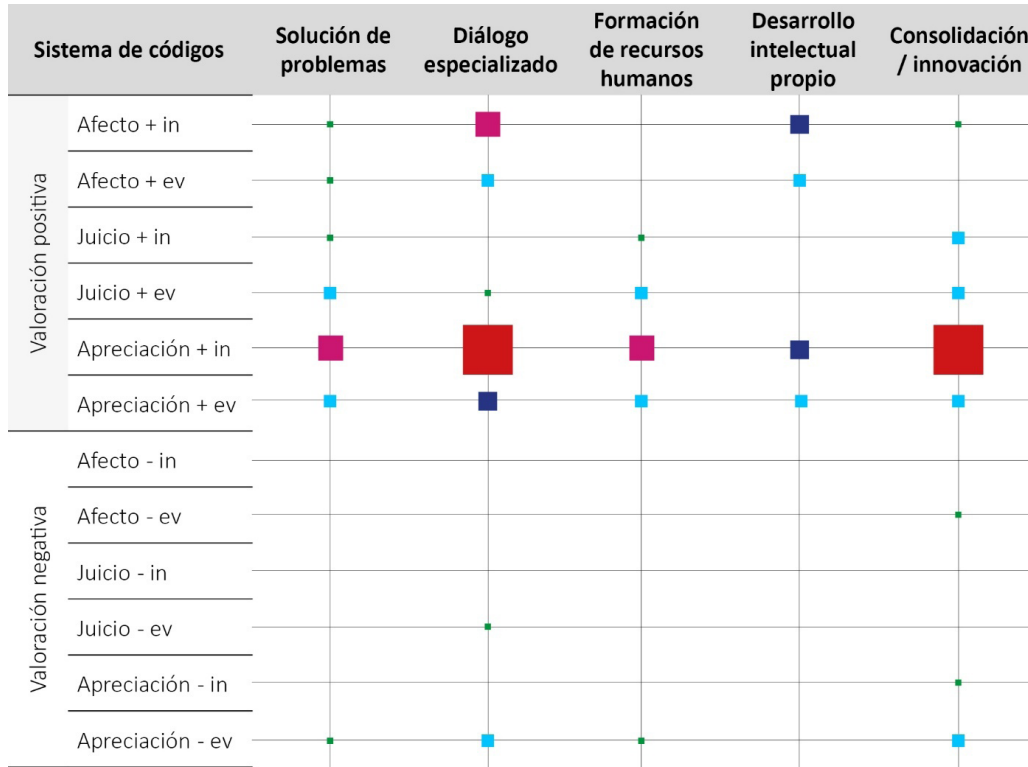 Sistema de códigos
Solución de
problemas
Diálogo
especializado
Formación
de recursos
humanos
Desarrollo
intelectual
propio
Consolidación
/ innovación
Valoración positiva
Afecto + in
Afecto + ev
Juicio + in
Juicio + ev
Apreciación + in
Apreciación + ev
Valoración negativa
Afecto - in
Afecto - ev
Juicio - in
Juicio - ev
Apreciación - in
Apreciación - ev